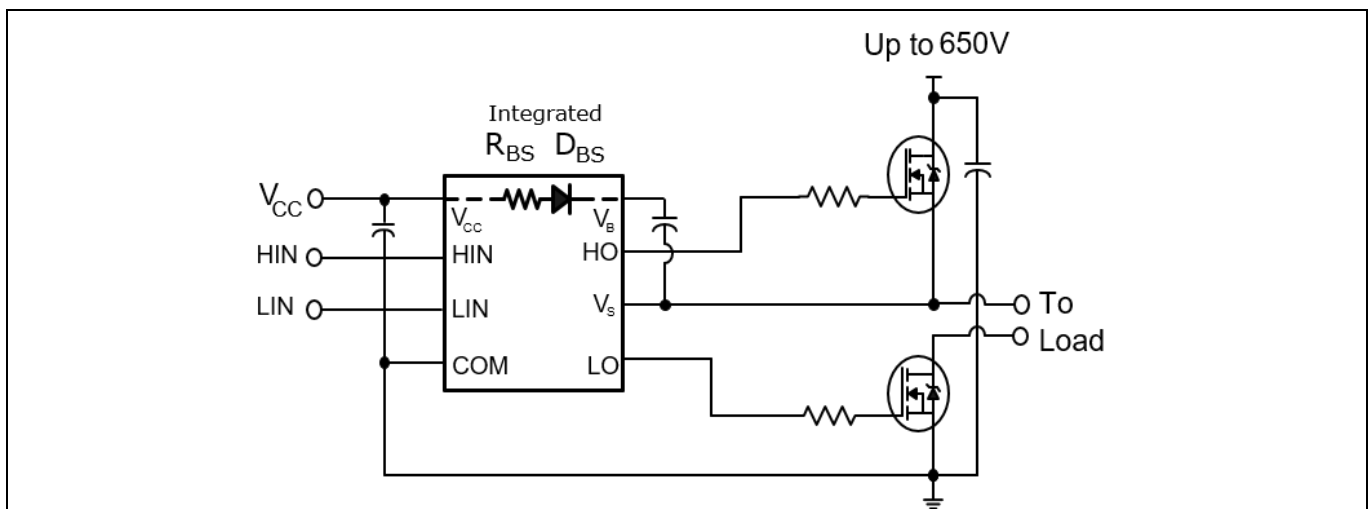 Up to 650V
Integrated
RBS DBS
VCC
VCC
VB
HIN
HIN
HO
LIN
LIN
VS
To
Load
COM
LO